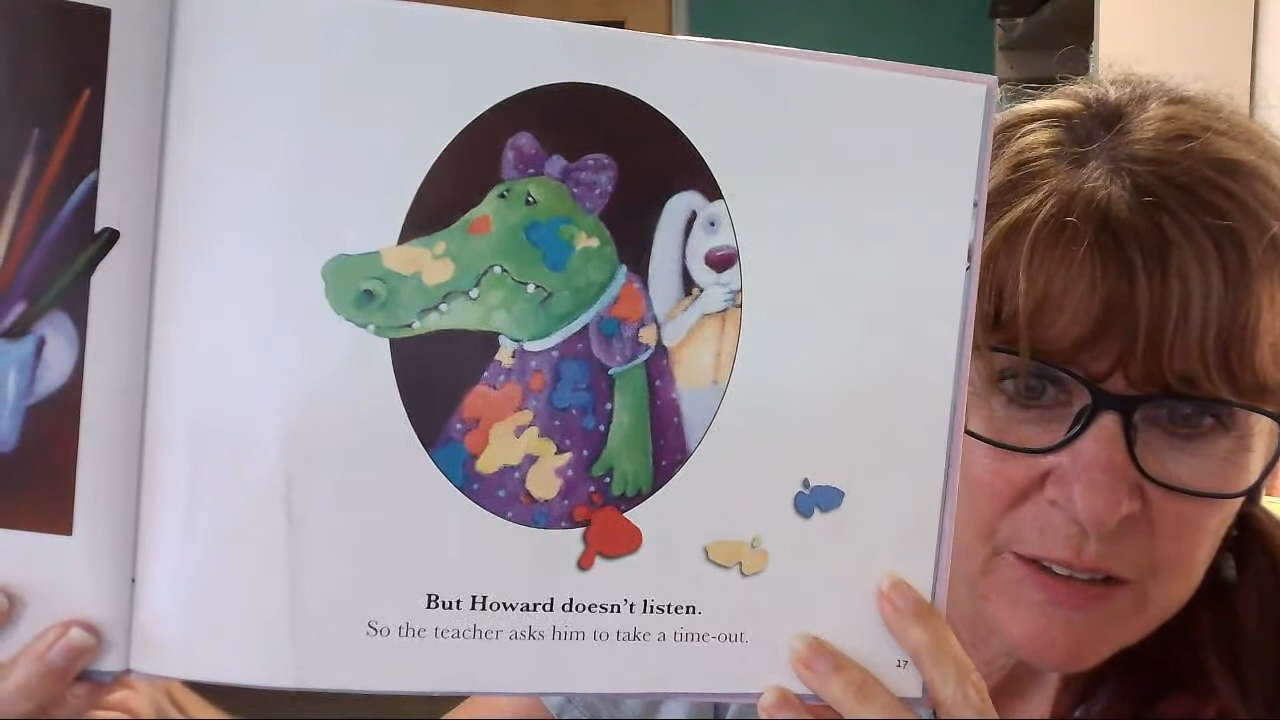 But Howard doesn't listen.
So the teacher asks him to take a time-out.
17